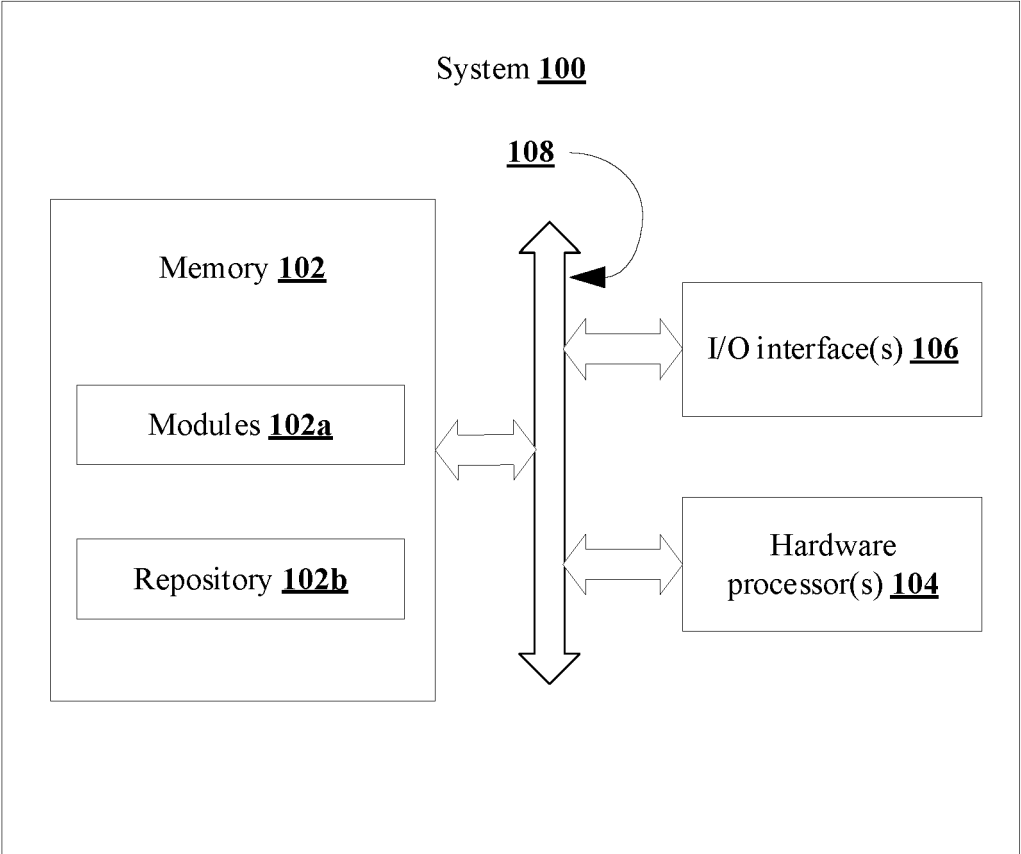 System 100
108
Memory 102
Modules 102a
Repository 102b
I/O interface(s) 106
Hardware
processor(s) 104